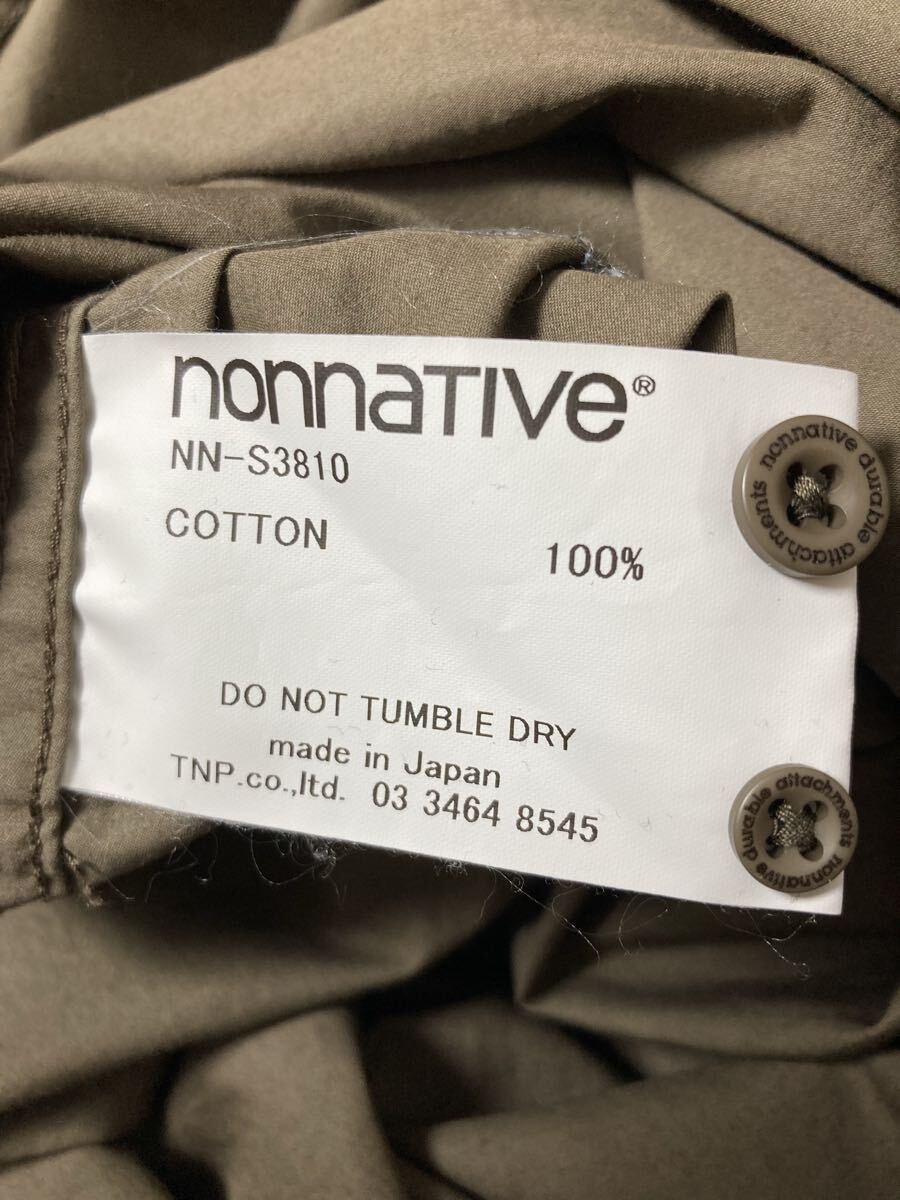 nonnative®
NN-S3810
COTTON 100%
DO NOT TUMBLE DRY
made in Japan
TNP.co.,ltd. 03 3464 8545
nonnative durable attachments
durable attachments nonnative